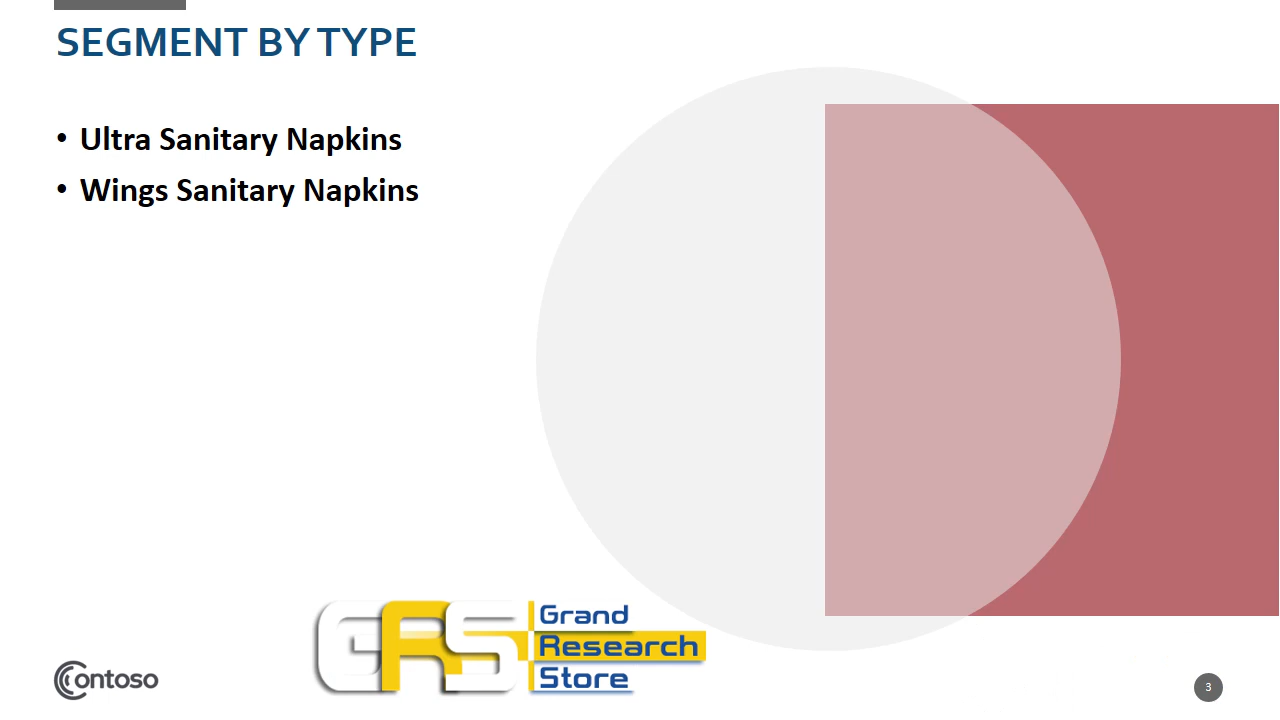 SEGMENT BY TYPE
• Ultra Sanitary Napkins
• Wings Sanitary Napkins
GRS
Grand
Research
Store
Contoso
3